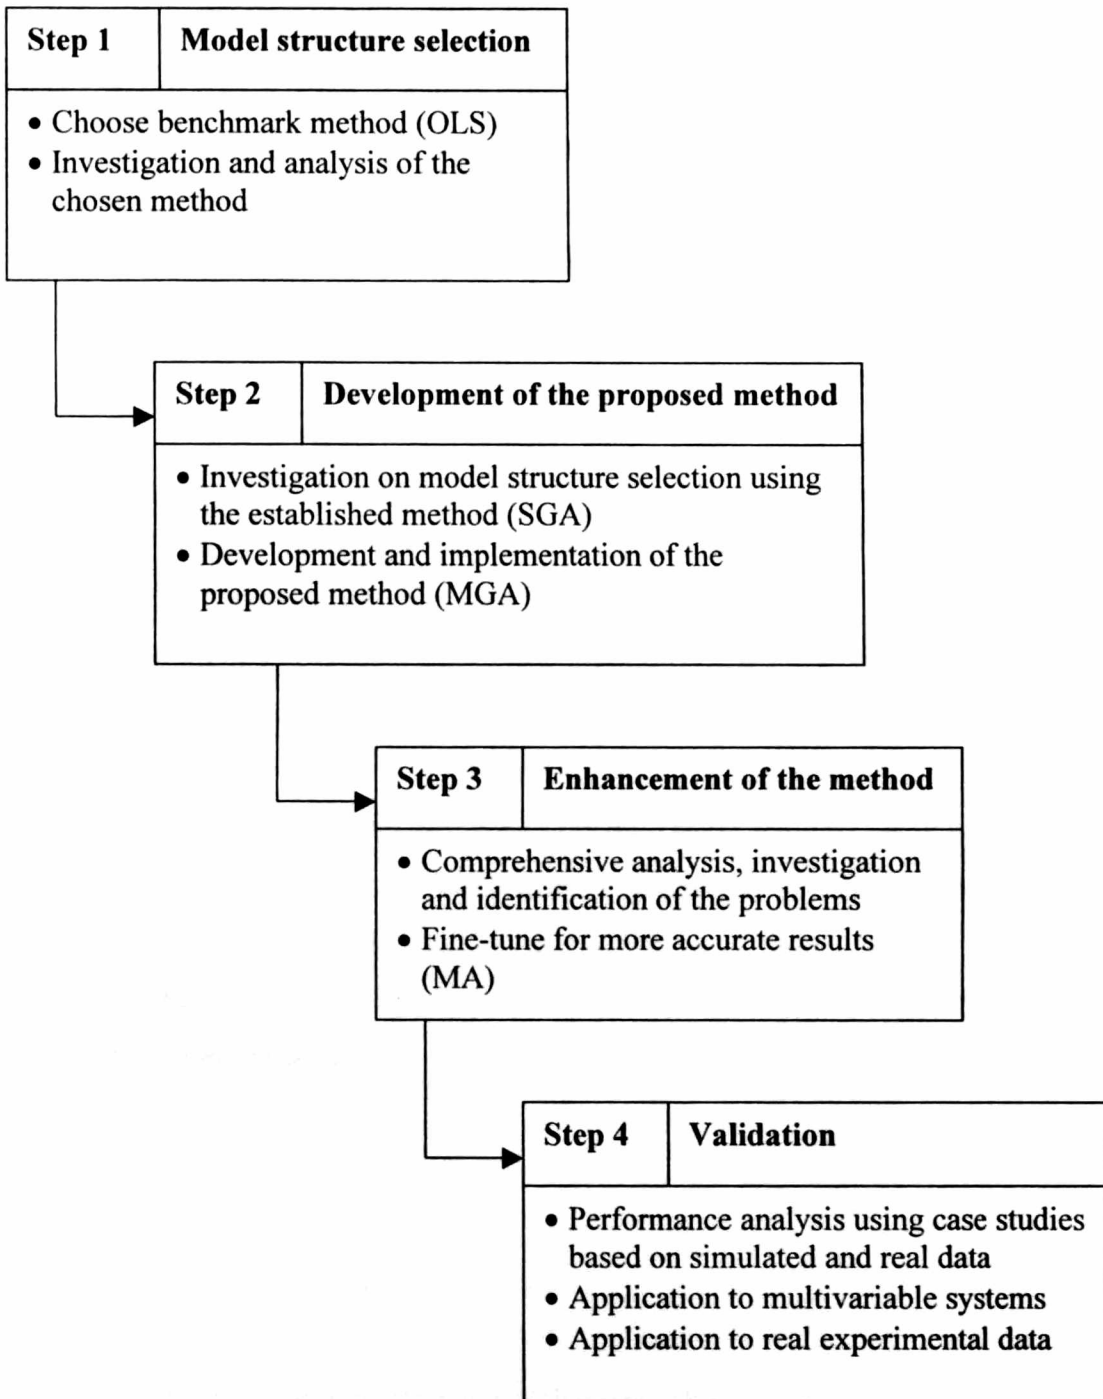 Step 1 Model structure selection
• Choose benchmark method (OLS)
• Investigation and analysis of the
chosen method
Step 2 Development of the proposed method
• Investigation on model structure selection using
the established method (SGA)
• Development and implementation of the
proposed method (MGA)
Step 3 Enhancement of the method
• Comprehensive analysis, investigation
and identification of the problems
• Fine-tune for more accurate results
(MA)
Step 4 Validation
• Performance analysis using case studies
based on simulated and real data
• Application to multivariable systems
• Application to real experimental data